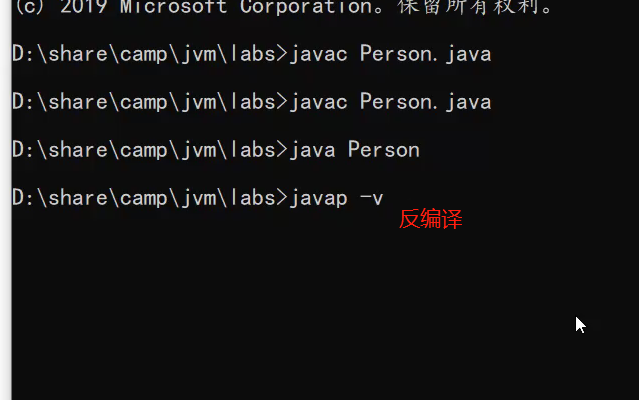 (c) 2019 Microsoft Corporation。保留所有权利。
D:\share\camp\jvm\labs>javac Person.java
D:\share\camp\jvm\labs>javac Person.java
D:\share\camp\jvm\labs>java Person
D:\share\camp\jvm\labs>javap -v
反编译